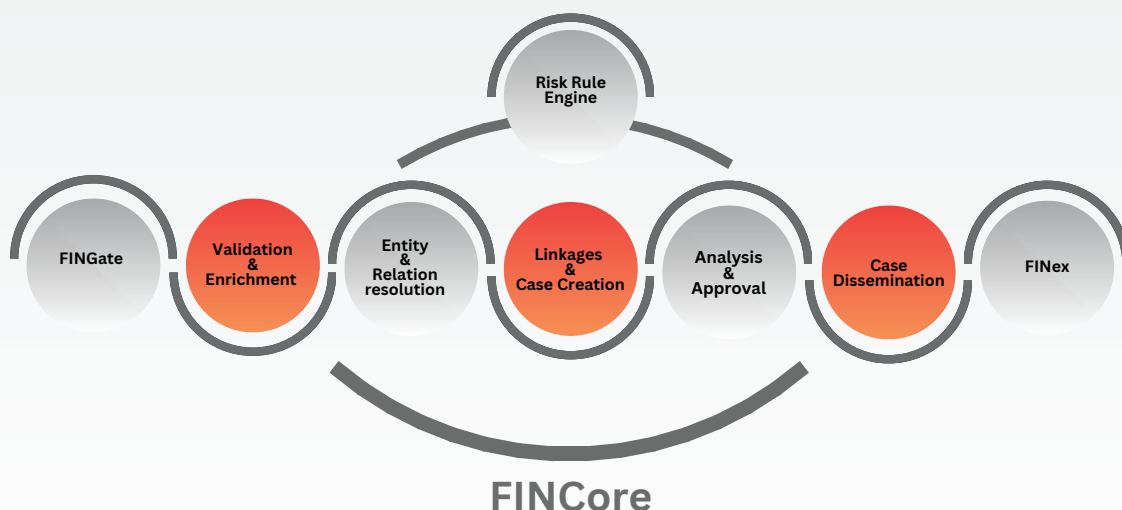 Risk Rule
Engine
FINGate
Validation
&
Enrichment
Entity
&
Relation
resolution
Linkages
&
Case Creation
Analysis
&
Approval
Case
Dissemination
FINex
FINCore